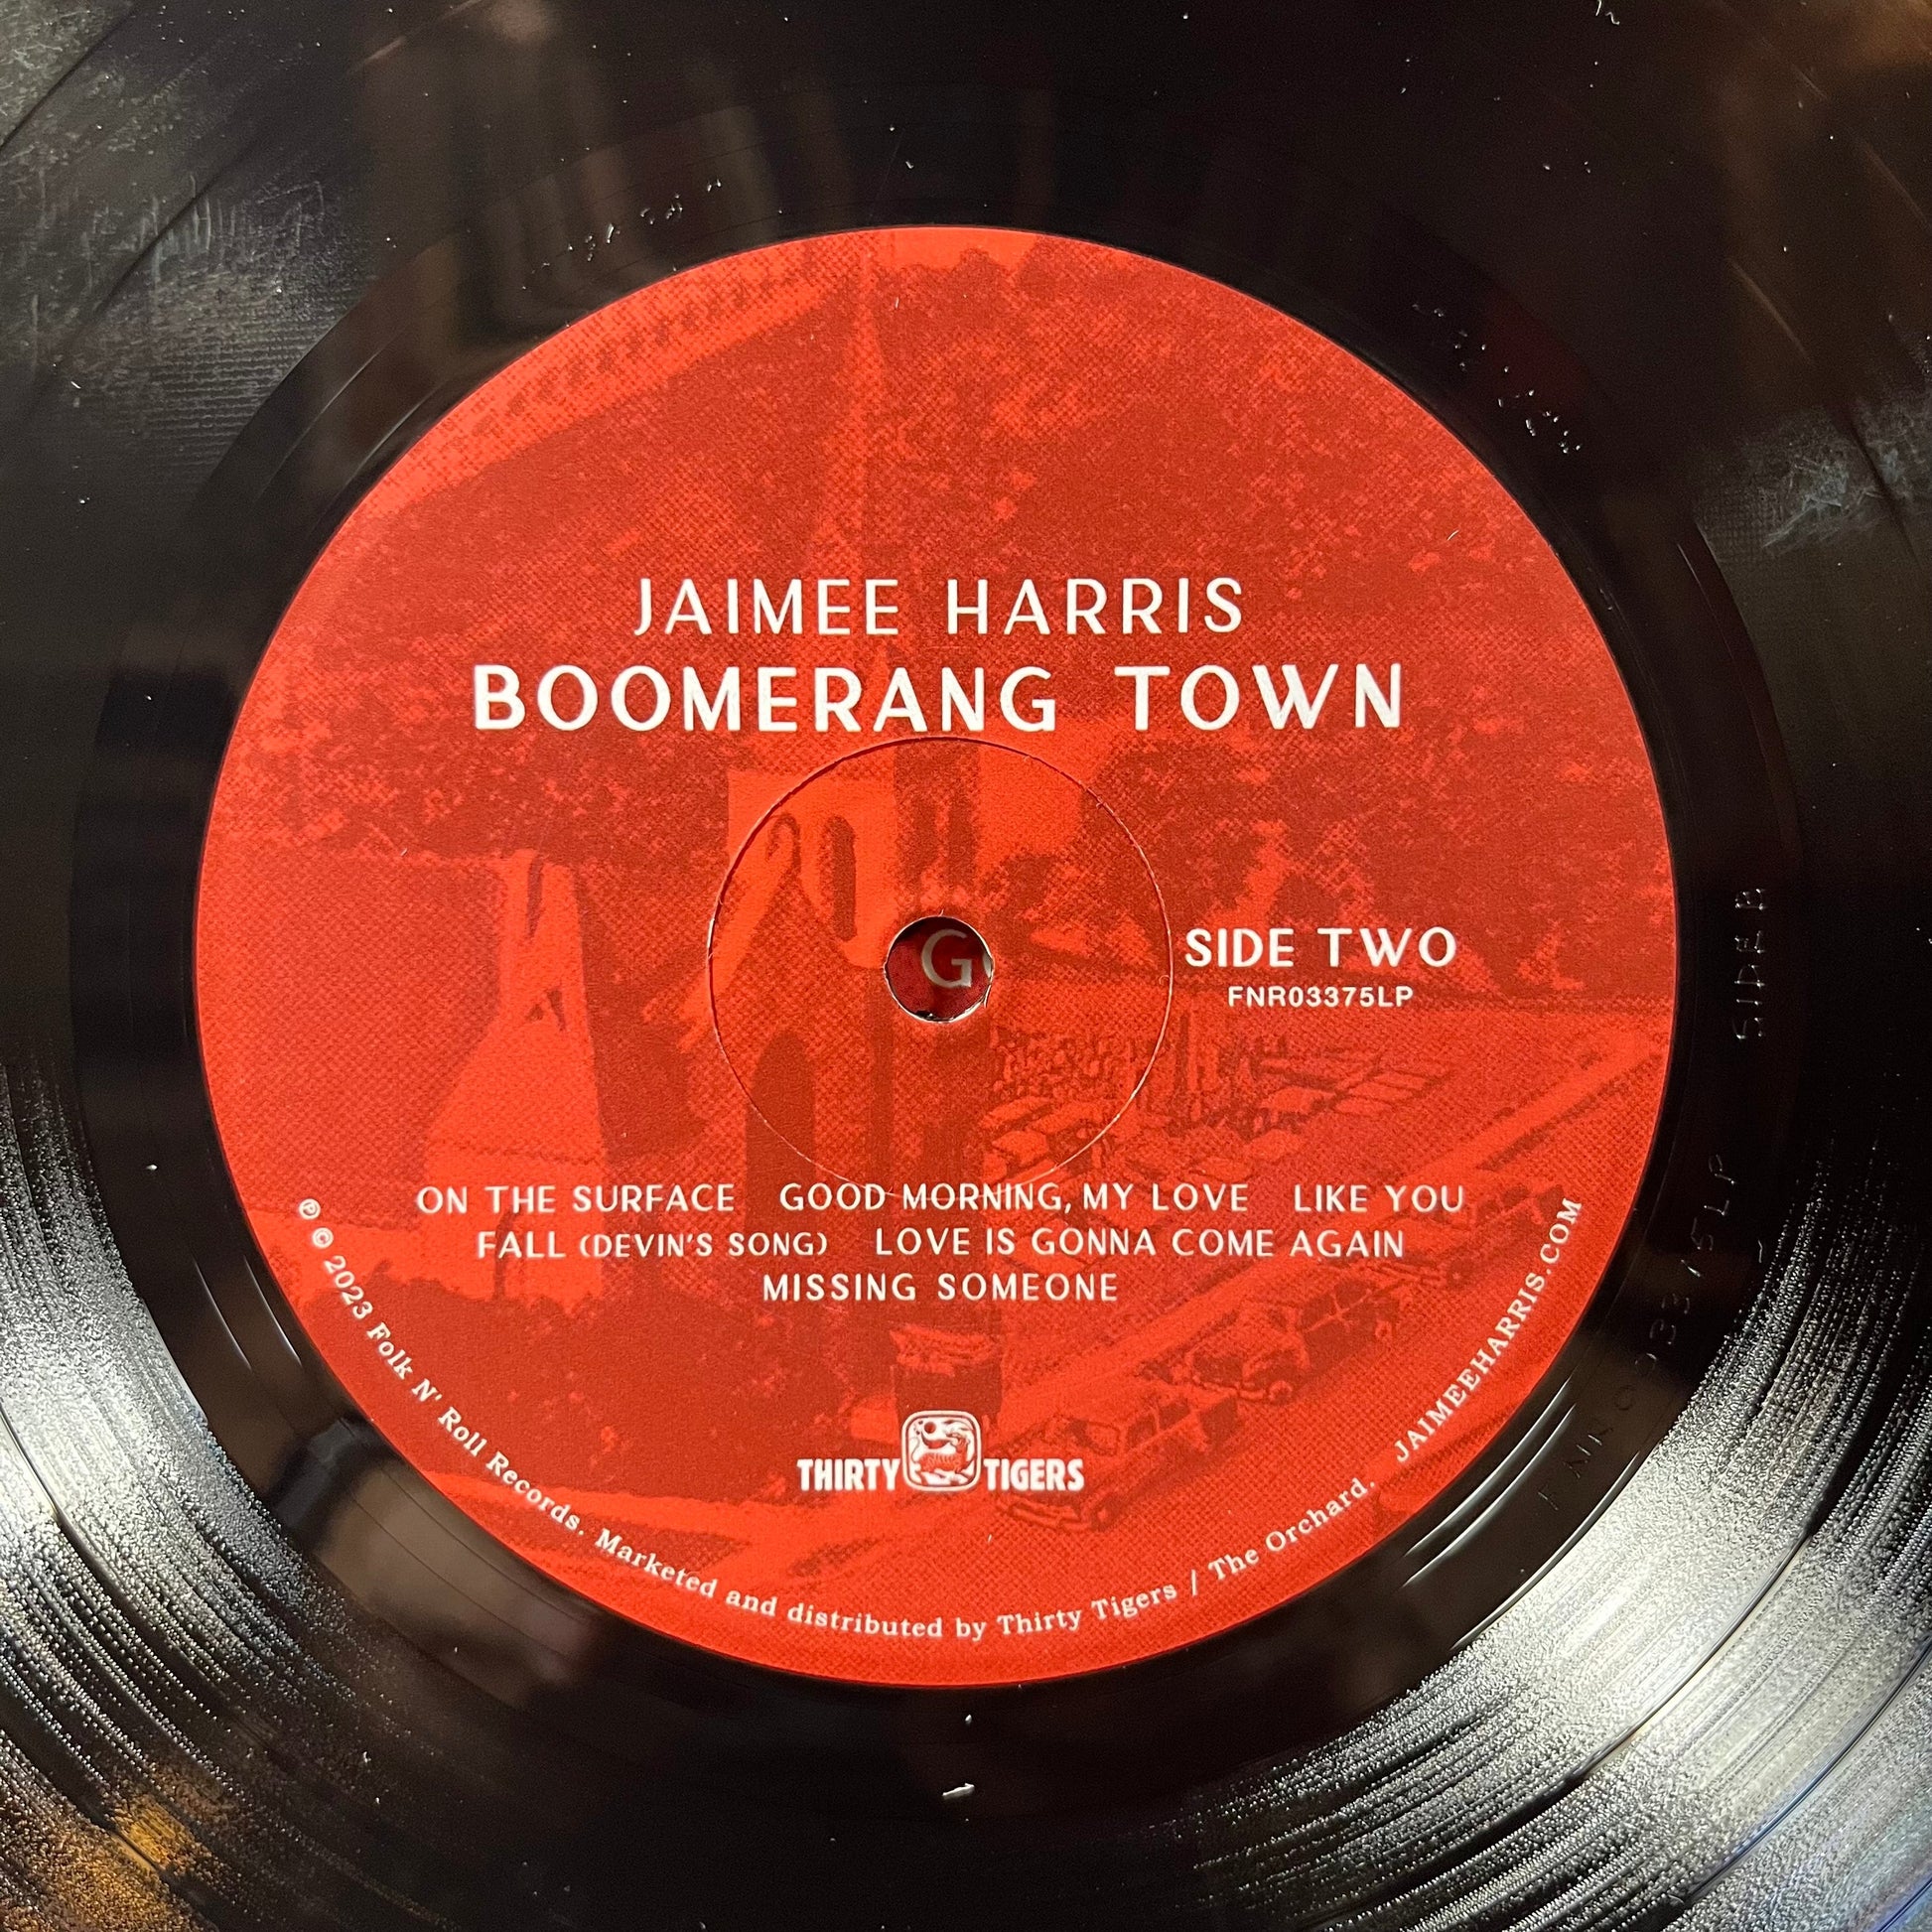 JAIMEE HARRIS
BOOMERANG TOWN
G
SIDE TWO
FNR03375LP
ON THE SURFACE GOOD MORNING, MY LOVE LIKE YOU
FALL (DEVIN'S SONG) LOVE IS GONNA COME AGAIN
MISSING SOMEONE
THIRTY TIGERS
℗ © 2023 Folk N' Roll Records. Marketed and distributed by Thirty Tigers / The Orchard. JAIMEEHARRIS.COM
FNR03375LP SIDE B